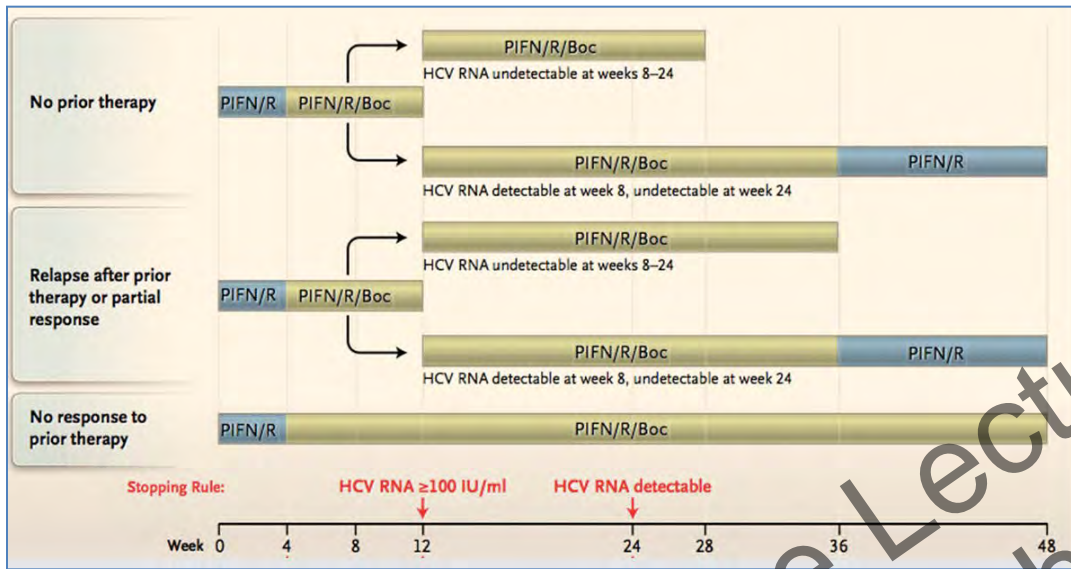 No prior therapy
PIFN/R
PIFN/R/Boc
PIFN/R/Boc
HCV RNA undetectable at weeks 8–24
PIFN/R/Boc
PIFN/R
HCV RNA detectable at week 8, undetectable at week 24
Relapse after prior
therapy or partial
response
PIFN/R
PIFN/R/Boc
PIFN/R/Boc
HCV RNA undetectable at weeks 8–24
PIFN/R/Boc
PIFN/R
HCV RNA detectable at week 8, undetectable at week 24
No response to
prior therapy
PIFN/R
PIFN/R/Boc
Stopping Rule:
HCV RNA ≥100 IU/ml
HCV RNA detectable
Week 0 4 8 12 24 28 36 48